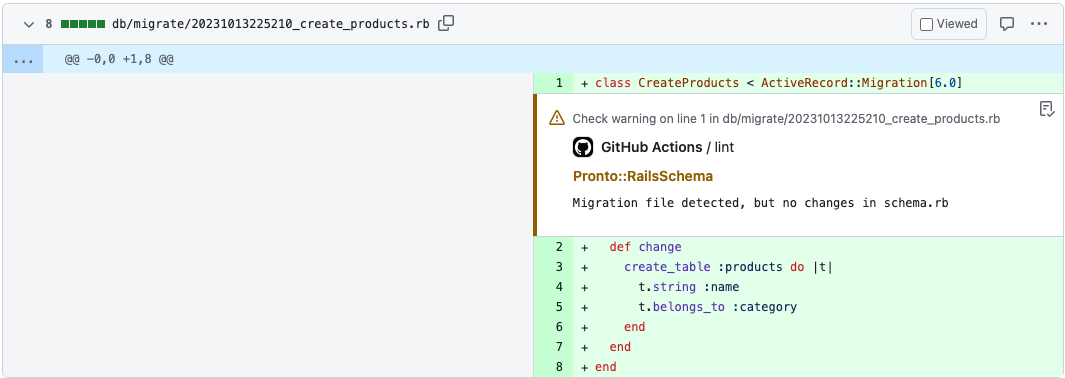 8 db/migrate/20231013225210_create_products.rb Viewed ...
... @@ -0,0 +1,8 @@
1 + class CreateProducts < ActiveRecord::Migration[6.0]
Check warning on line 1 in db/migrate/20231013225210_create_products.rb
GitHub Actions / lint
Pronto::RailsSchema
Migration file detected, but no changes in schema.rb
2 + def change
3 + create_table :products do |t|
4 + t.string :name
5 + t.belongs_to :category
6 + end
7 + end
8 + end